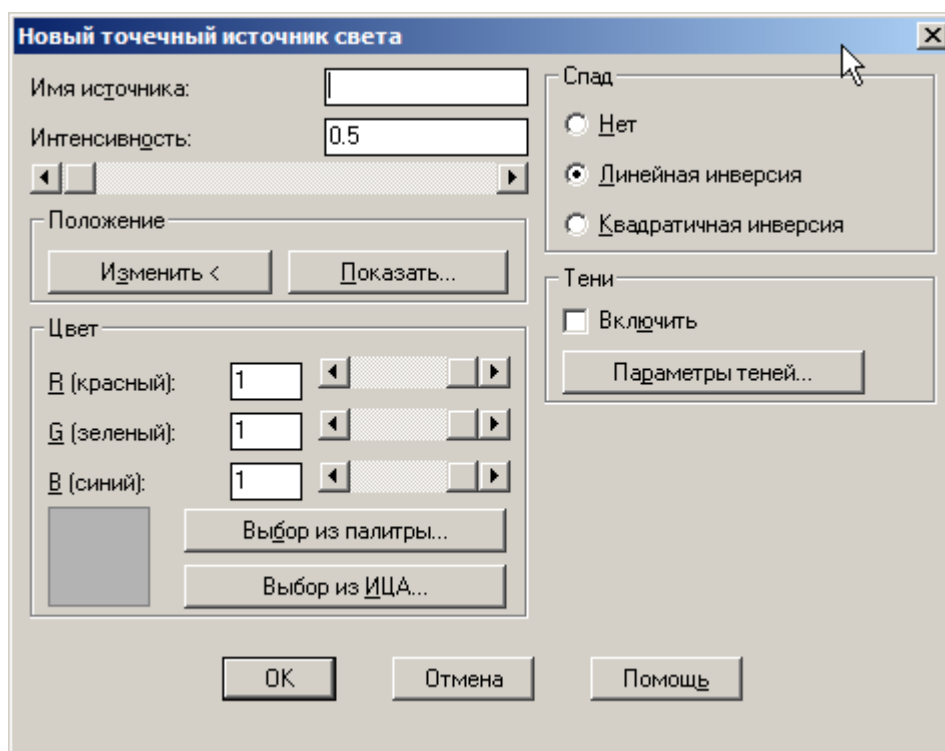 Новый точечный источник света
Имя источника:
Интенсивность: 0.5
Положение
Изменить < Показать...
Цвет
R (красный): 1
G (зеленый): 1
B (синий): 1
Выбор из палитры...
Выбор из ИЦА...
Спад
Нет
Линейная инверсия
Квадратичная инверсия
Тени
Включить
Параметры теней...
OK Отмена Помощь